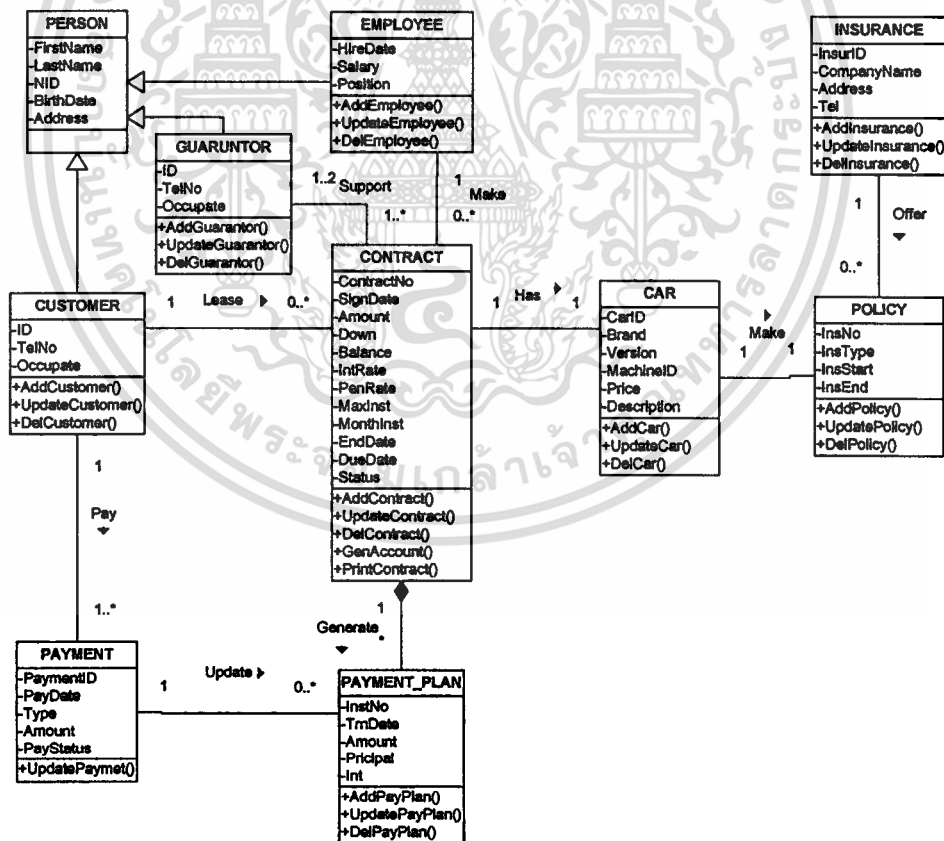 PERSON
-FirstName
-LastName
-NID
-BirthDate
-Address
EMPLOYEE
-HireDate
-Salary
-Position
+AddEmployee()
+UpdateEmployee()
+DelEmployee()
INSURANCE
-InsurID
-CompanyName
-Address
-Tel
+AddInsurance()
+UpdateInsurance()
+DelInsurance()
GUARUNTOR
-ID
-TelNo
-Occupate
+AddGuarantor()
+UpdateGuarantor()
+DelGuarantor()
1..2
Support
1..*
1
Make
0..*
1
Offer
0..*
CUSTOMER
-ID
-TelNo
-Occupate
+AddCustomer()
+UpdateCustomer()
+DelCustomer()
1 Lease 0..*
CONTRACT
-ContractNo
-SignDate
-Amount
-Down
-Balance
-IntRate
-PenRate
-MaxInst
-MonthInst
-EndDate
-DueDate
-Status
+AddContract()
+UpdateContract()
+DelContract()
+GenAccount()
+PrintContract()
1 Has 1
CAR
-CarID
-Brand
-Version
-MachineID
-Price
-Description
+AddCar()
+UpdateCar()
+DelCar()
Make
1 1
POLICY
-InsNo
-InsType
-InsStart
-InsEnd
+AddPolicy()
+UpdatePolicy()
+DelPolicy()
1
Pay
1..*
1
Generate
*
PAYMENT
-PaymentID
-PayDate
-Type
-Amount
-PayStatus
+UpdatePaymet()
Update
1 0..*
PAYMENT_PLAN
-InstNo
-TrnDate
-Amount
-Pricipal
-Int
+AddPayPlan()
+UpdatePayPlan()
+DelPayPlan()